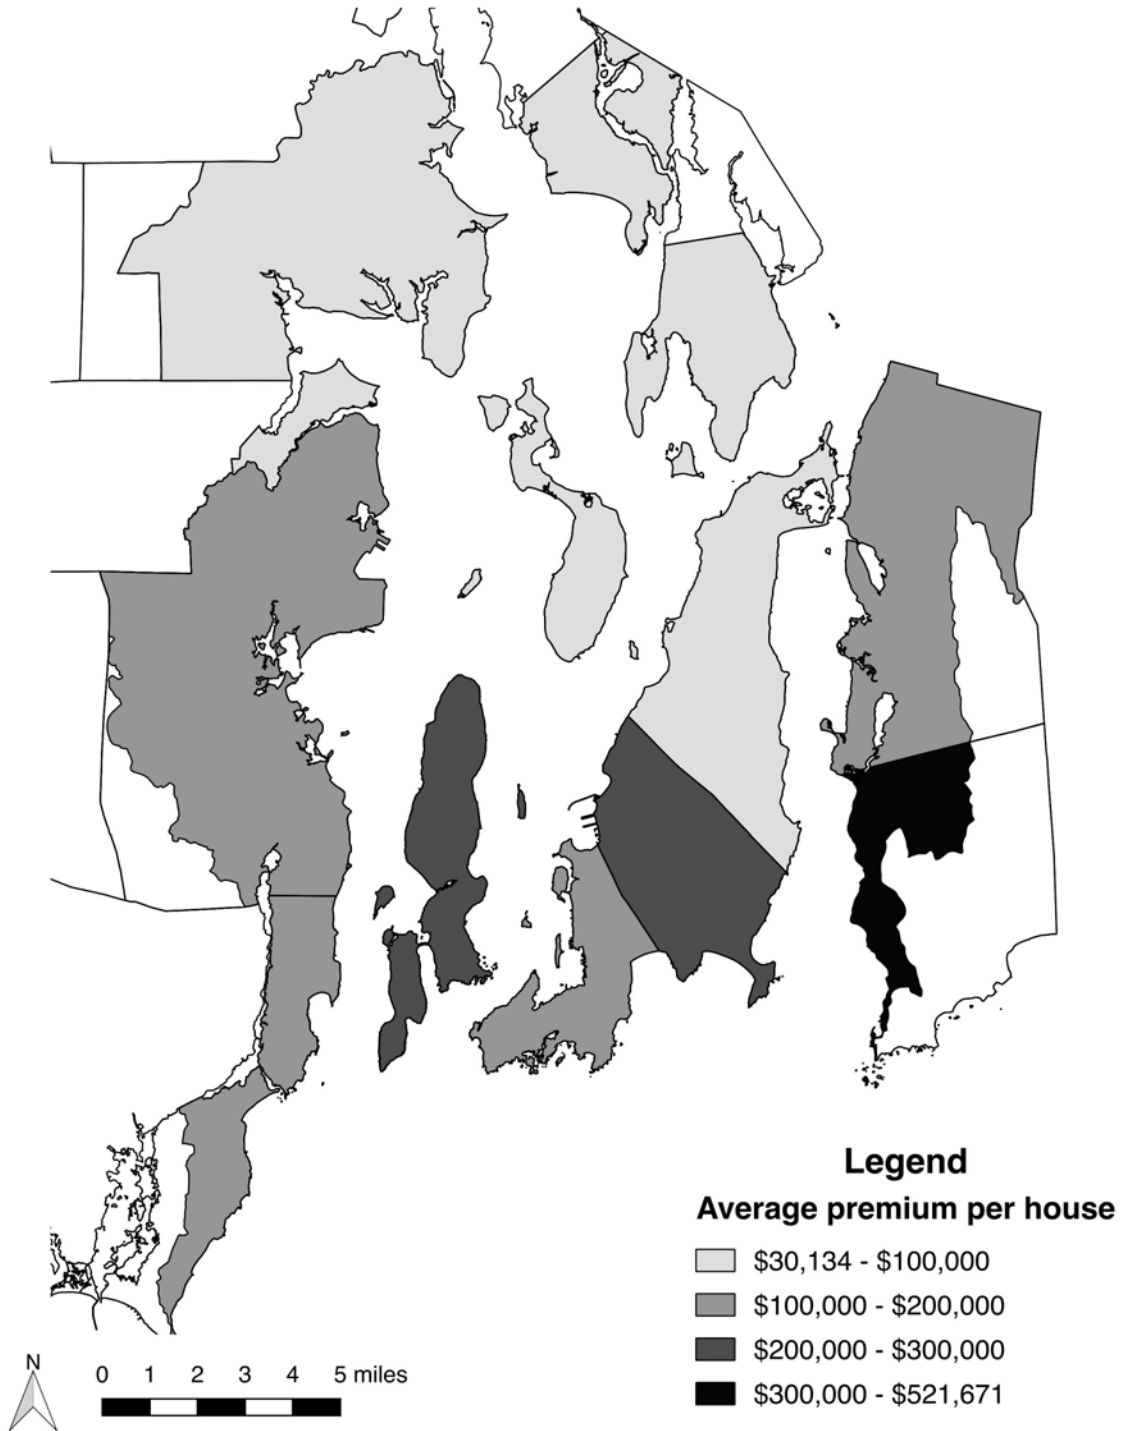 Legend
Average premium per house
$30,134 - $100,000
$100,000 - $200,000
$200,000 - $300,000
$300,000 - $521,671
N
0 1 2 3 4 5 miles